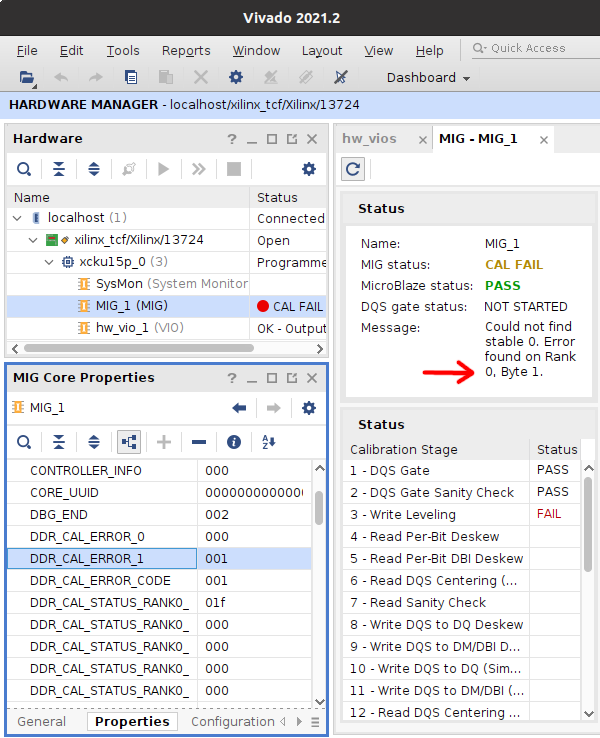 Vivado 2021.2
File Edit Tools Reports Window Layout View Help Quick Access
Dashboard
HARDWARE MANAGER - localhost/xilinx_tcf/Xilinx/13724
Hardware
Name Status
localhost (1) Connected
xilinx_tcf/Xilinx/13724 Open
xcku15p_0 (3) Programme
SysMon (System Monitor
MIG_1 (MIG) CAL FAIL
hw_vio_1 (VIO) OK - Output
MIG Core Properties
MIG_1
CONTROLLER_INFO 000
CORE_UUID 0000000000000
DBG_END 002
DDR_CAL_ERROR_0 000
DDR_CAL_ERROR_1 001
DDR_CAL_ERROR_CODE 001
DDR_CAL_STATUS_RANK0_ 01f
DDR_CAL_STATUS_RANK0_ 000
DDR_CAL_STATUS_RANK0_ 000
DDR_CAL_STATUS_RANK0_ 000
DDR_CAL_STATUS_RANK0_ 000
General Properties Configuration
hw_vios MIG - MIG_1
Status
Name: MIG_1
MIG status: CAL FAIL
MicroBlaze status: PASS
DQS gate status: NOT STARTED
Message: Could not find
stable 0. Error
found on Rank
0, Byte 1.
Status
Calibration Stage Status
1 - DQS Gate PASS
2 - DQS Gate Sanity Check PASS
3 - Write Leveling FAIL
4 - Read Per-Bit Deskew
5 - Read Per-Bit DBI Deskew
6 - Read DQS Centering (...
7 - Read Sanity Check
8 - Write DQS to DQ Deskew
9 - Write DQS to DM/DBI D...
10 - Write DQS to DQ (Sim...
11 - Write DQS to DM/DBI (...
12 - Read DQS Centering ...